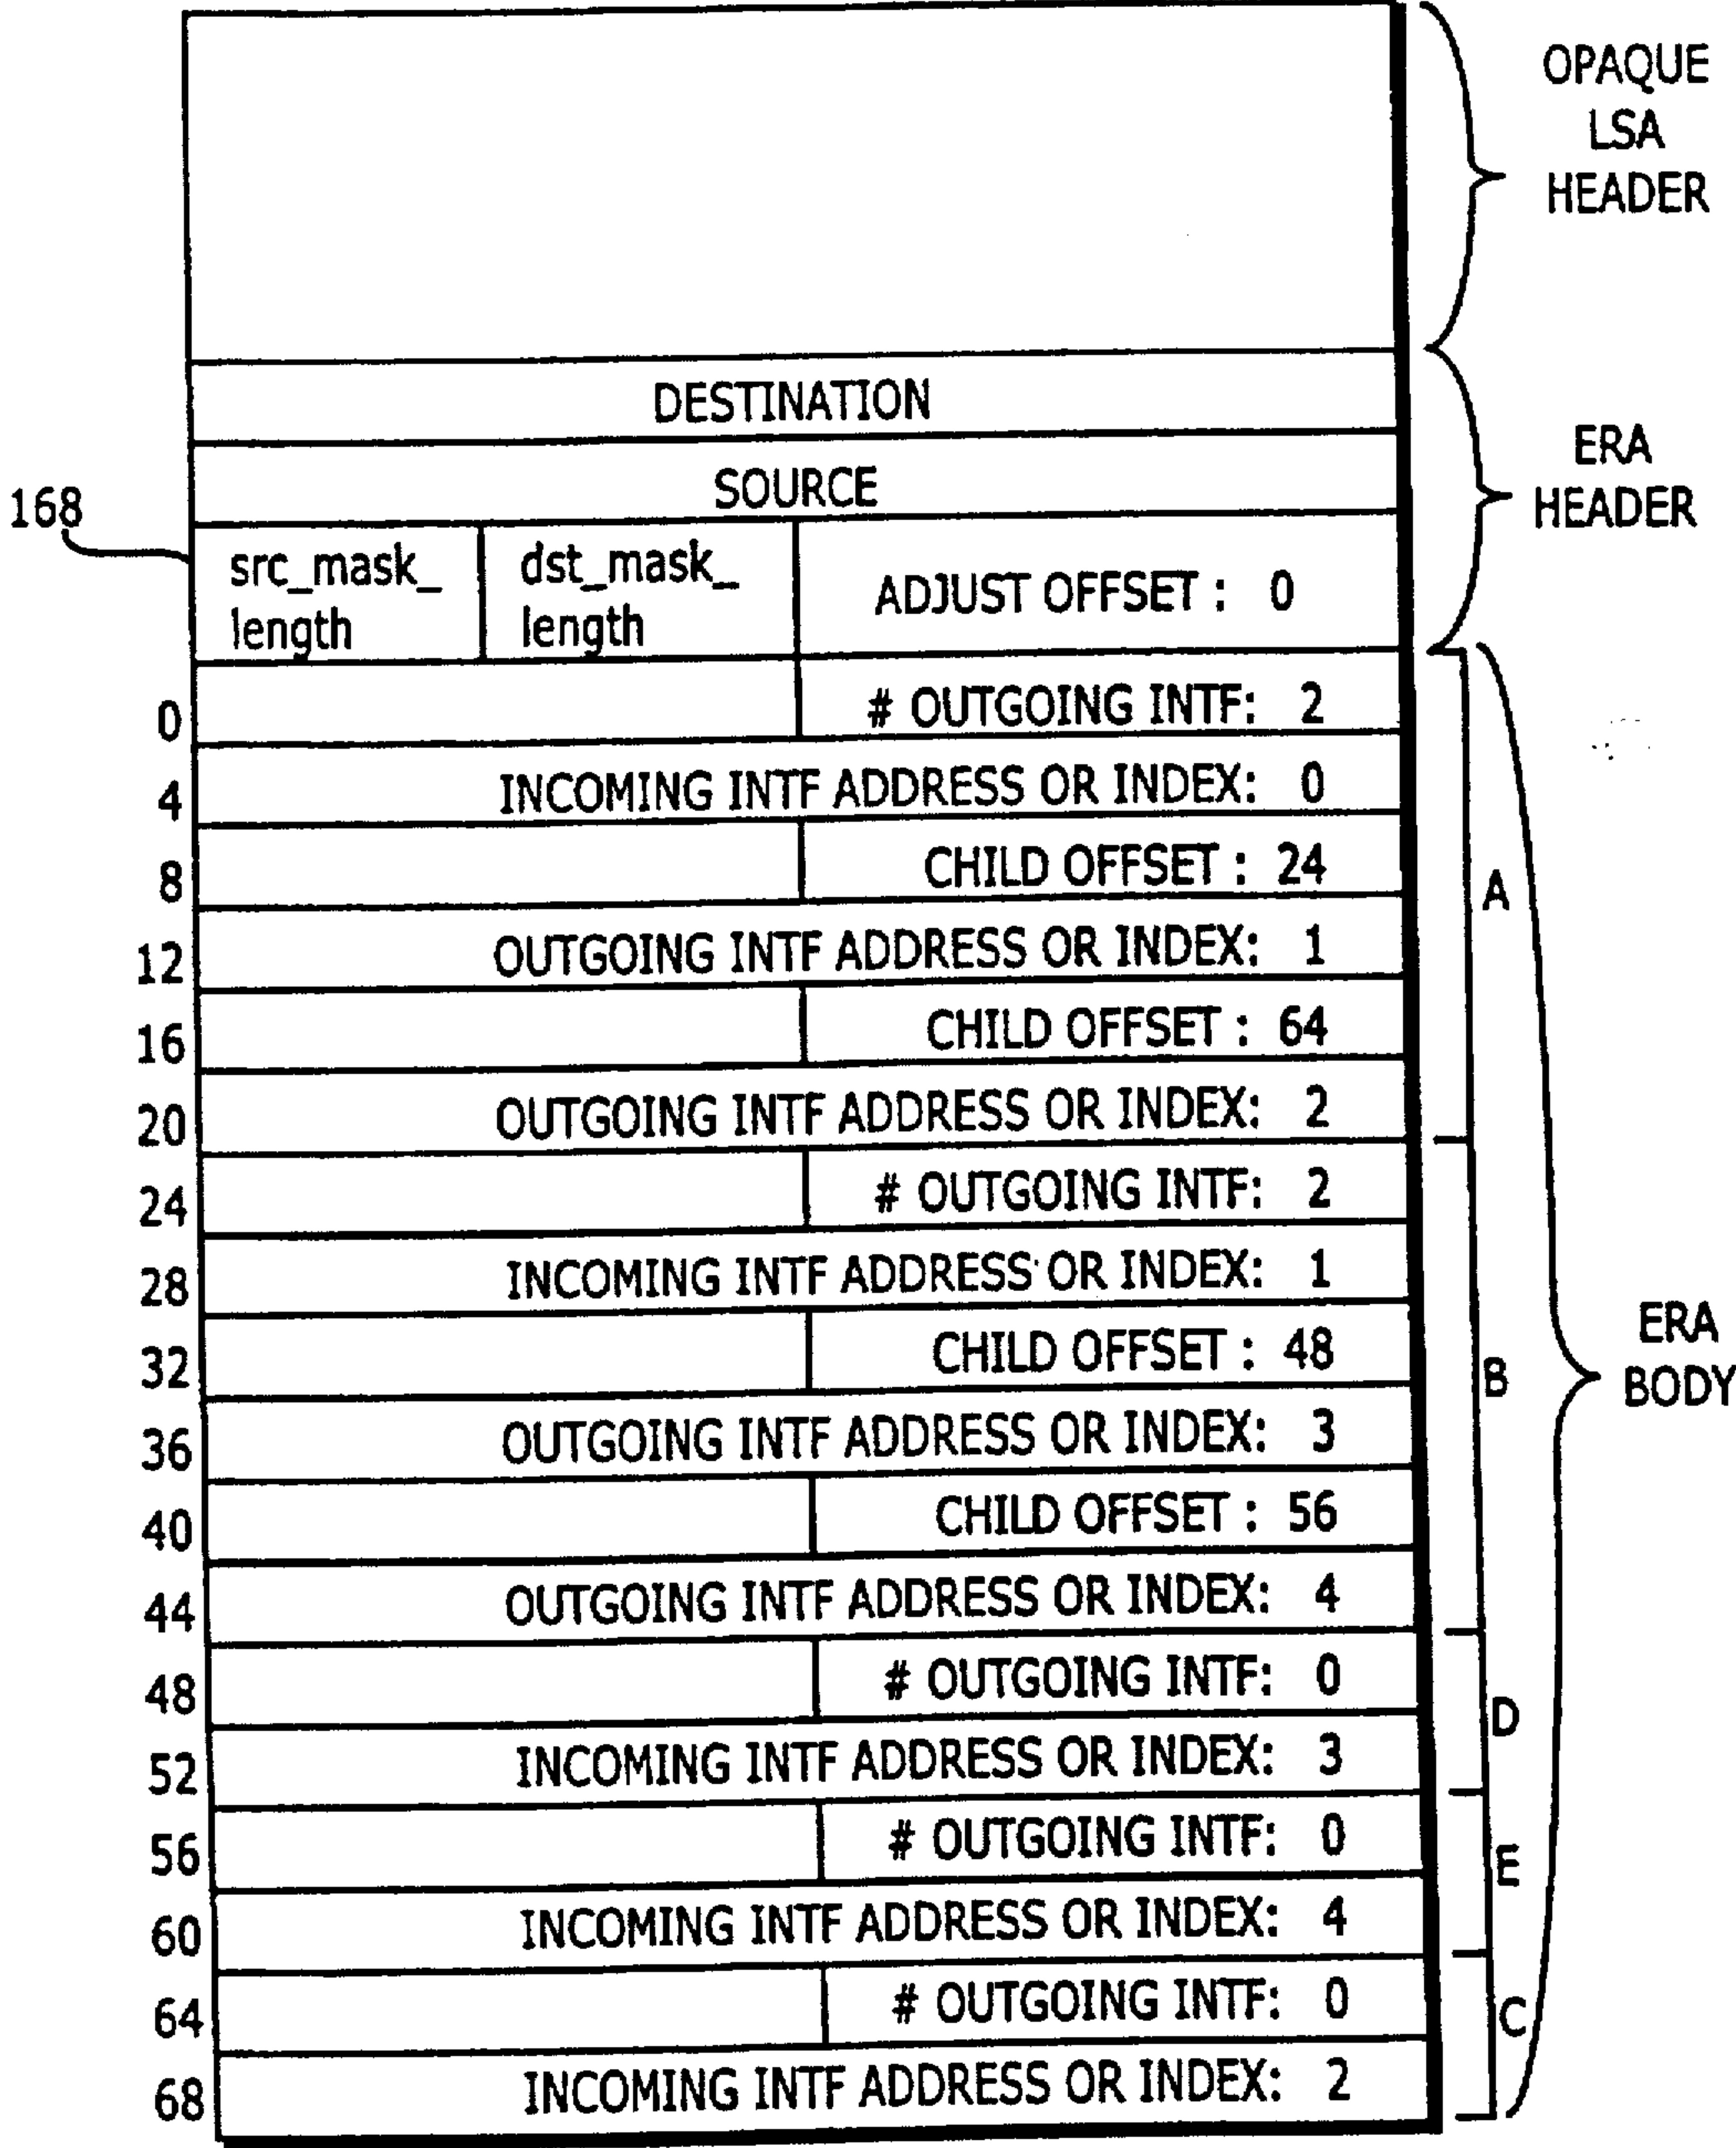 OPAQUE
LSA
HEADER
DESTINATION
SOURCE
ERA
HEADER
168
src_mask_
length
dst_mask_
length
ADJUST OFFSET : 0
0
# OUTGOING INTF: 2
4
INCOMING INTF ADDRESS OR INDEX: 0
8
CHILD OFFSET : 24
A
12
OUTGOING INTF ADDRESS OR INDEX: 1
16
CHILD OFFSET : 64
20
OUTGOING INTF ADDRESS OR INDEX: 2
24
# OUTGOING INTF: 2
28
INCOMING INTF ADDRESS OR INDEX: 1
32
CHILD OFFSET : 48
B
ERA
BODY
36
OUTGOING INTF ADDRESS OR INDEX: 3
40
CHILD OFFSET : 56
44
OUTGOING INTF ADDRESS OR INDEX: 4
48
# OUTGOING INTF: 0
D
52
INCOMING INTF ADDRESS OR INDEX: 3
56
# OUTGOING INTF: 0
E
60
INCOMING INTF ADDRESS OR INDEX: 4
64
# OUTGOING INTF: 0
C
68
INCOMING INTF ADDRESS OR INDEX: 2